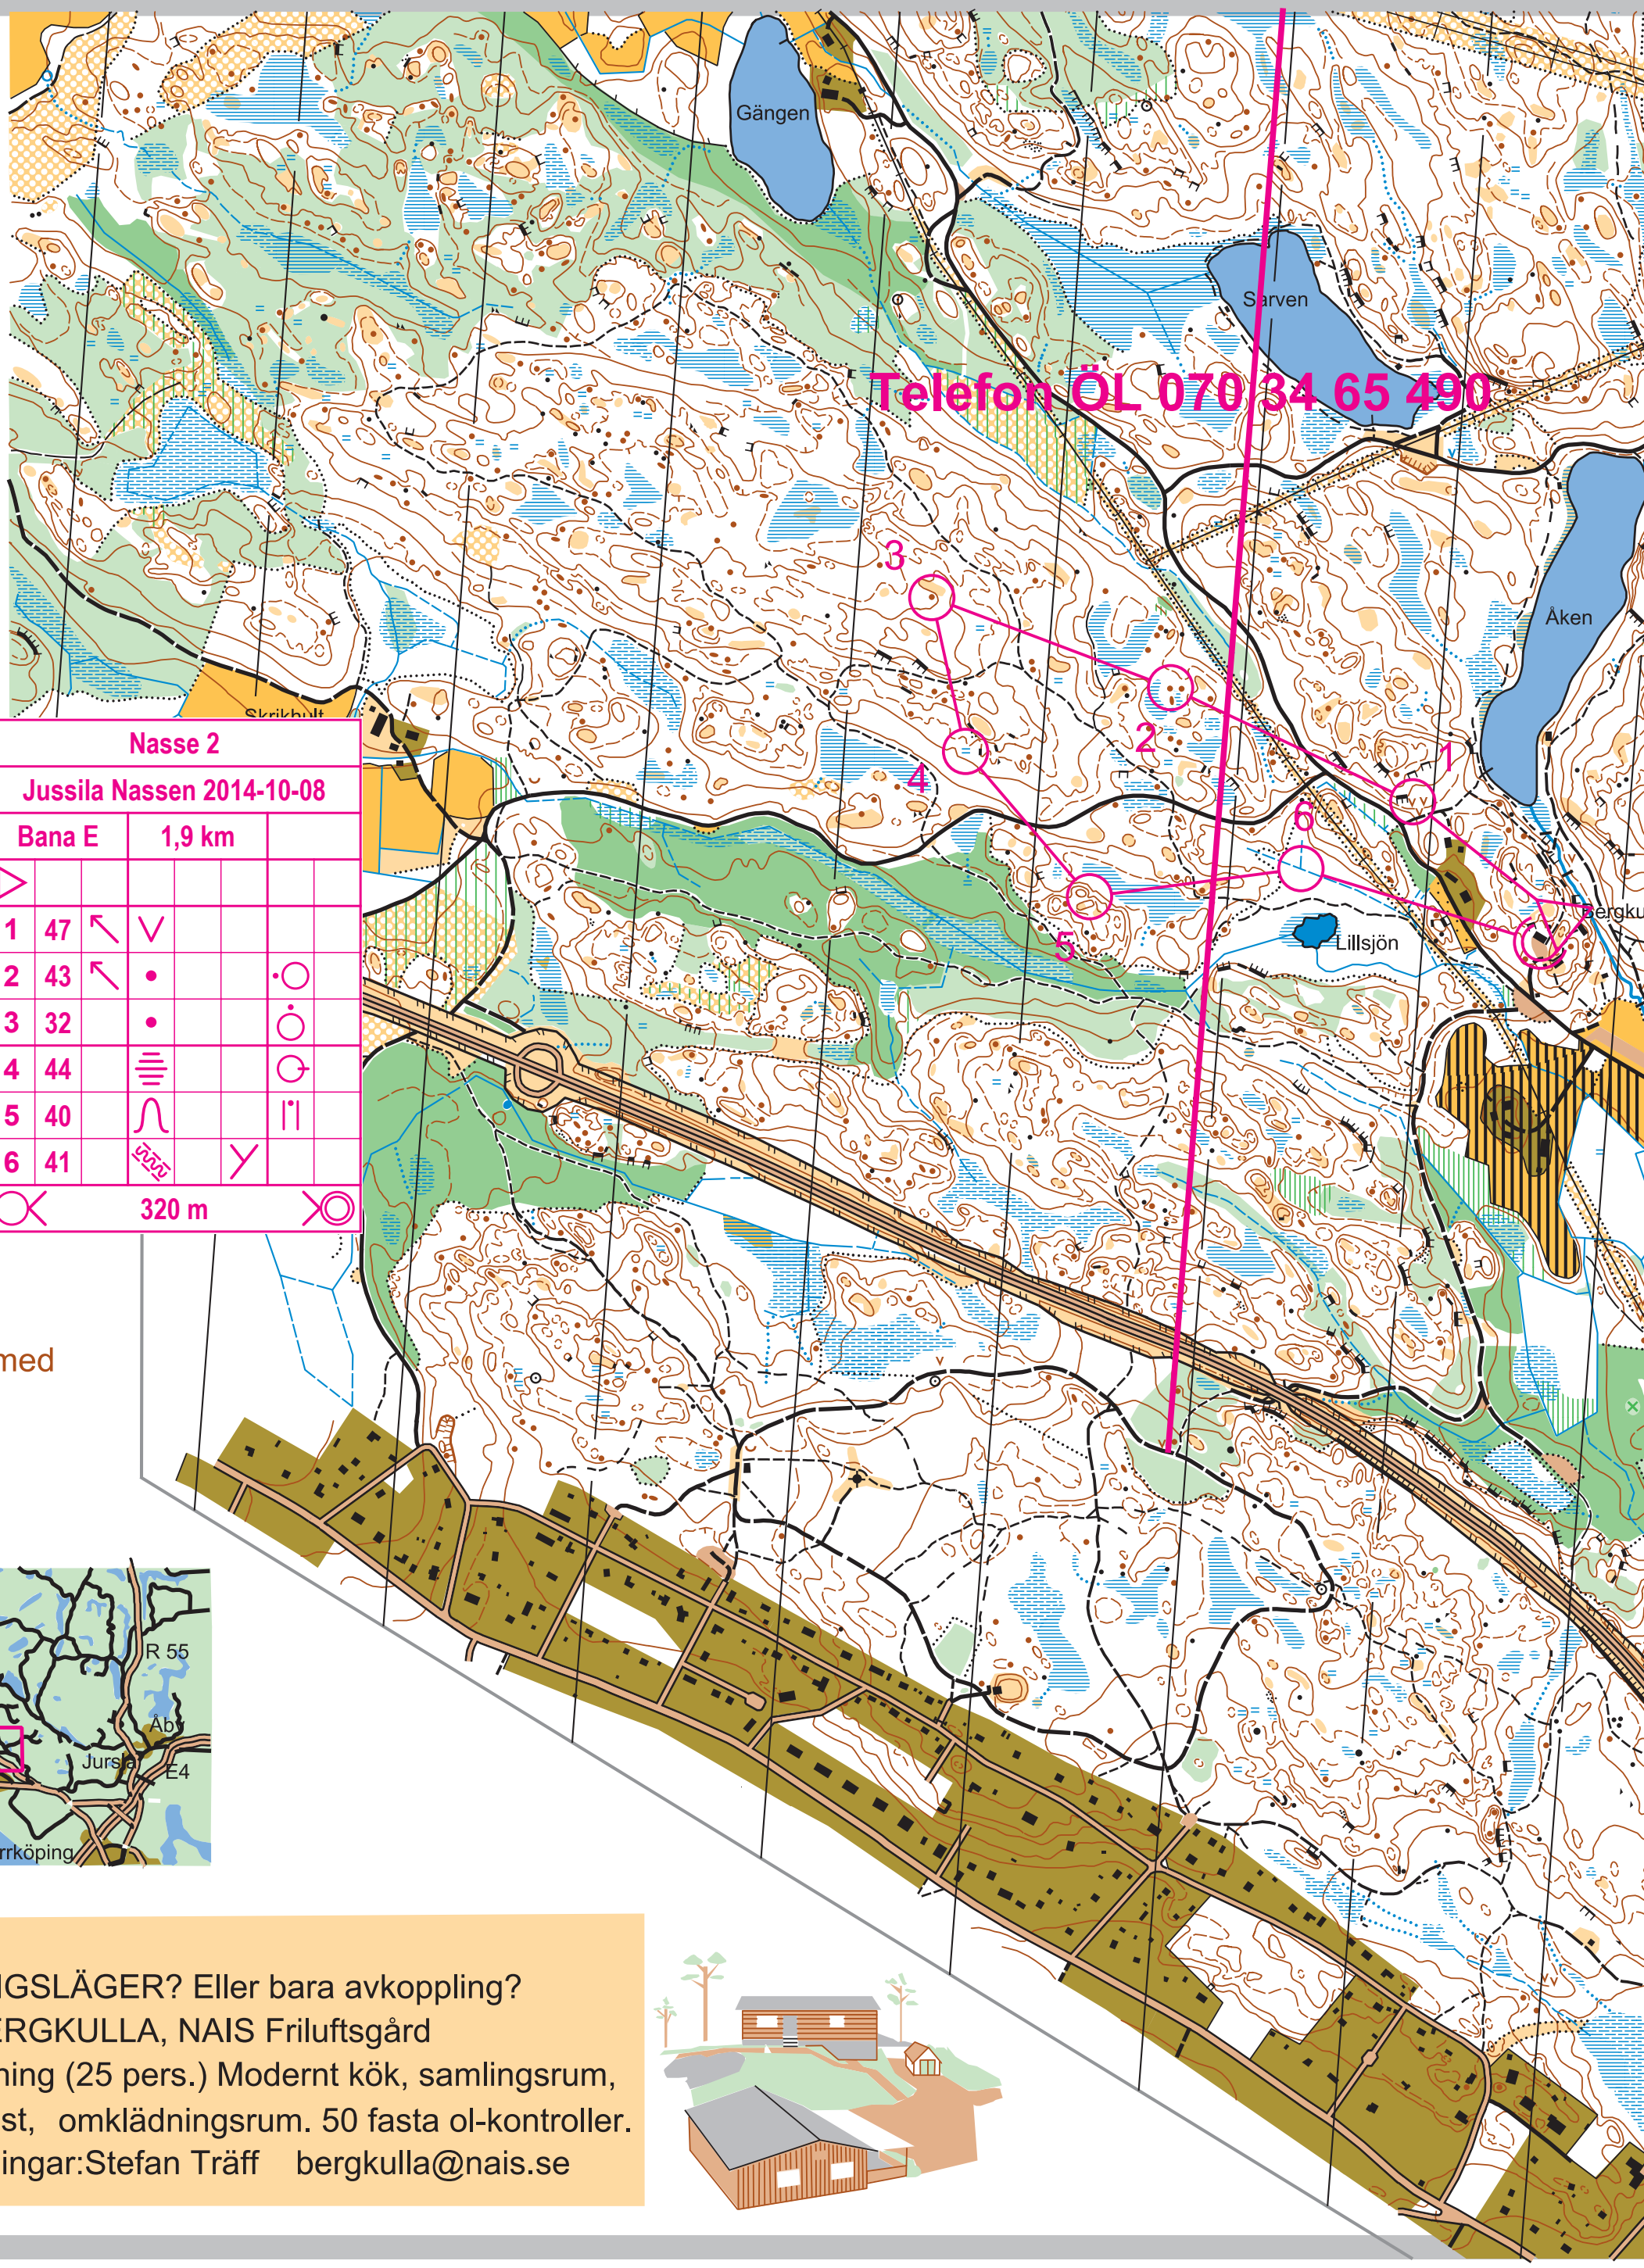 Gängen
Sarven
Telefon ÖL 070 34 65 490
3
Åken
2
1
4
6
5
Lillsjön
Bergku
Skrikhult
Nasse 2
Jussila Nassen 2014-10-08
Bana E 1,9 km
1 47
2 43
3 32
4 44
5 40
6 41
320 m
med
R 55
Åby
Jursla
E4
rrköping
NGSLÄGER? Eller bara avkoppling?
ERGKULLA, NAIS Friluftsgård
ning (25 pers.) Modernt kök, samlingsrum,
st, omklädningsrum. 50 fasta ol-kontroller.
ingar:Stefan Träff bergkulla@nais.se